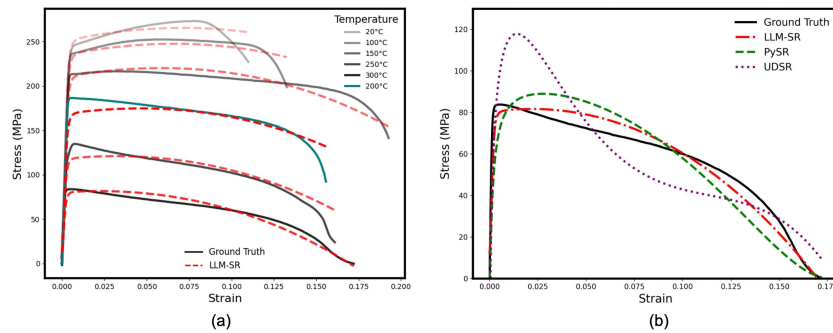 Temperature
20°C
100°C
150°C
250°C
300°C
200°C
250
200
150
100
50
0
Stress (MPa)
Ground Truth
LLM-SR
0.000 0.025 0.050 0.075 0.100 0.125 0.150 0.175 0.200
Strain
(a)
Ground Truth
LLM-SR
PySR
UDSR
120
100
80
60
40
20
0
Stress (MPa)
0.000 0.025 0.050 0.075 0.100 0.125 0.150 0.17
Strain
(b)